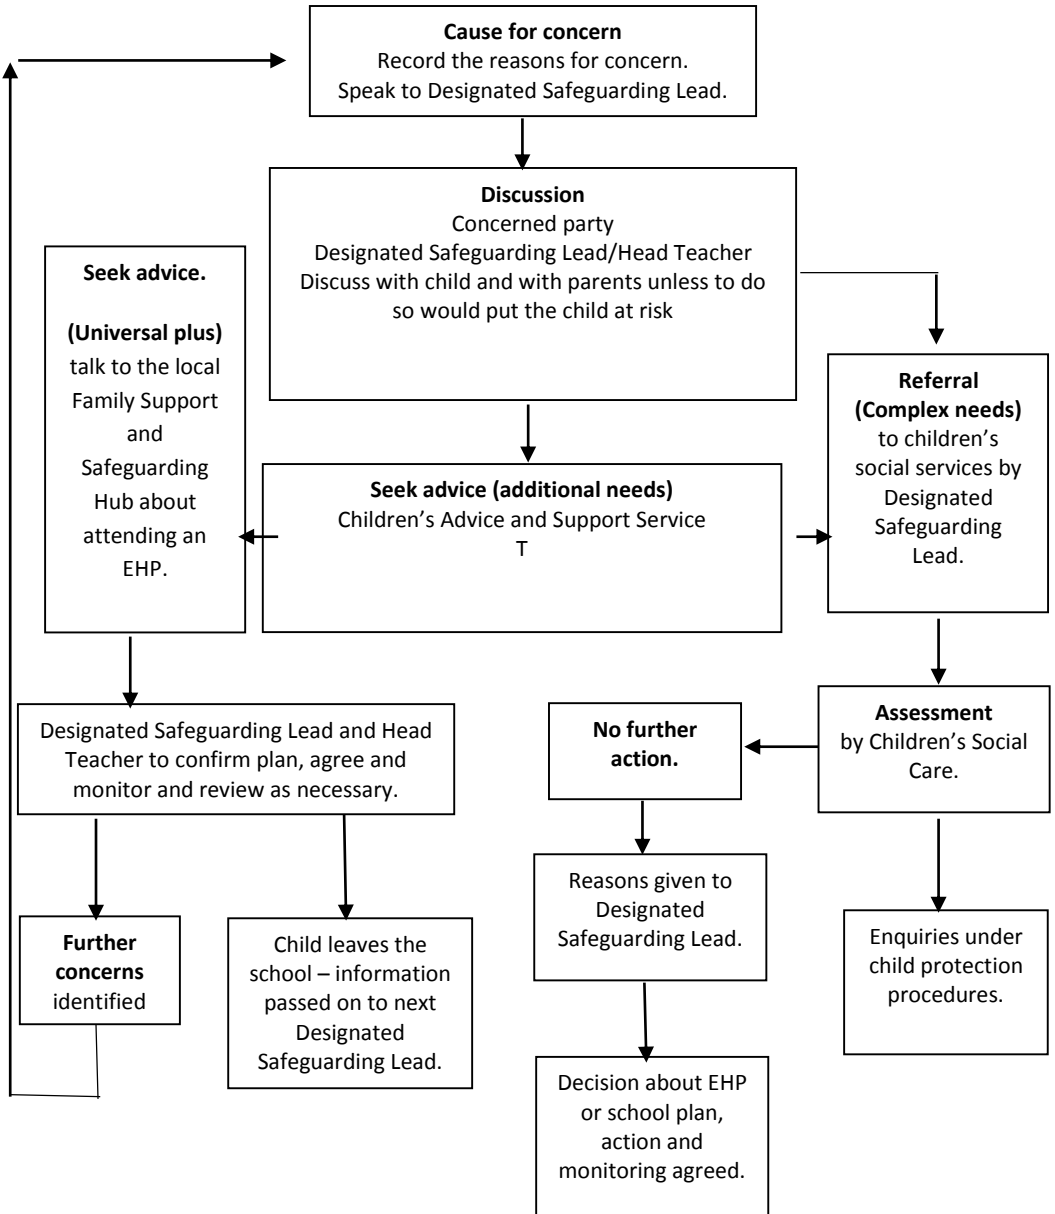 Cause for concern
Record the reasons for concern.
Speak to Designated Safeguarding Lead.
Discussion
Concerned party
Designated Safeguarding Lead/Head Teacher
Discuss with child and with parents unless to do
so would put the child at risk
Seek advice.
(Universal plus)
talk to the local
Family Support
and
Safeguarding
Hub about
attending an
EHP.
Seek advice (additional needs)
Children’s Advice and Support Service
T
Referral
(Complex needs)
to children’s
social services by
Designated
Safeguarding
Lead.
Designated Safeguarding Lead and Head
Teacher to confirm plan, agree and
monitor and review as necessary.
No further
action.
Assessment
by Children’s Social
Care.
Further
concerns
identified
Child leaves the
school – information
passed on to next
Designated
Safeguarding Lead.
Reasons given to
Designated
Safeguarding Lead.
Enquiries under
child protection
procedures.
Decision about EHP
or school plan,
action and
monitoring agreed.